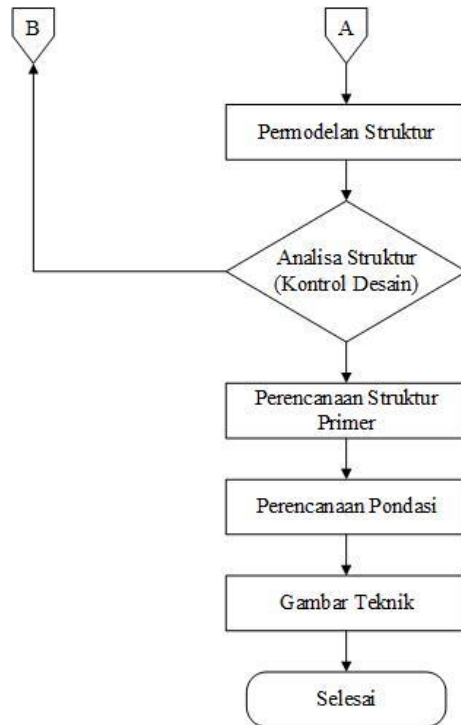 B
A
Permodelan Struktur
Analisa Struktur
(Kontrol Desain)
Perencanaan Struktur
Primer
Perencanaan Pondasi
Gambar Teknik
Selesai